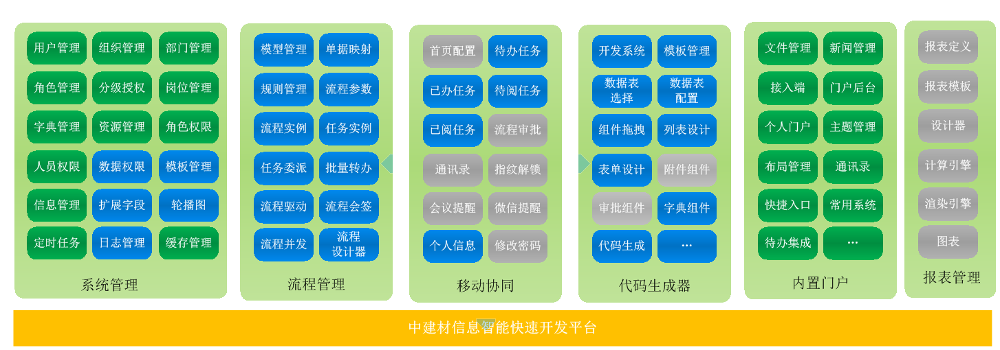 用户管理
组织管理
部门管理
角色管理
分级授权
岗位管理
字典管理
资源管理
角色权限
人员权限
数据权限
模板管理
信息管理
扩展字段
轮播图
定时任务
日志管理
缓存管理
系统管理
模型管理
单据映射
规则管理
流程参数
流程实例
任务实例
任务委派
批量转办
流程驱动
流程会签
流程并发
流程
设计器
流程管理
首页配置
待办任务
已办任务
待阅任务
已阅任务
流程审批
通讯录
指纹解锁
会议提醒
微信提醒
个人信息
修改密码
移动协同
开发系统
模板管理
数据表
选择
数据表
配置
组件拖拽
列表设计
表单设计
附件组件
审批组件
字典组件
代码生成
...
代码生成器
文件管理
新闻管理
接入端
门户后台
个人门户
主题管理
布局管理
通讯录
快捷入口
常用系统
待办集成
...
内置门户
报表定义
报表模板
设计器
计算引擎
渲染引擎
图表
报表管理
中建材信息智能快速开发平台